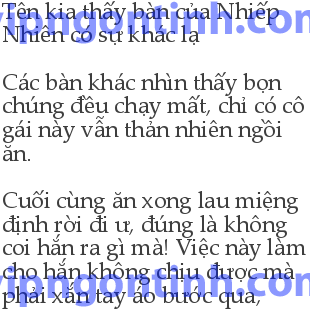 Tên kia thấy bàn của Nhiếp
Nhiên có sự khác lạ
Các bàn khác nhìn thấy bọn
chúng đều chạy mất, chỉ có cô
gái này vẫn thản nhiên ngồi
ăn.
Cuối cùng ăn xong lau miệng
định rời đi ư, đúng là không
coi hắn ra gì mà! Việc này làm
cho hắn không chịu được mà
phải xắn tay áo bước qua,